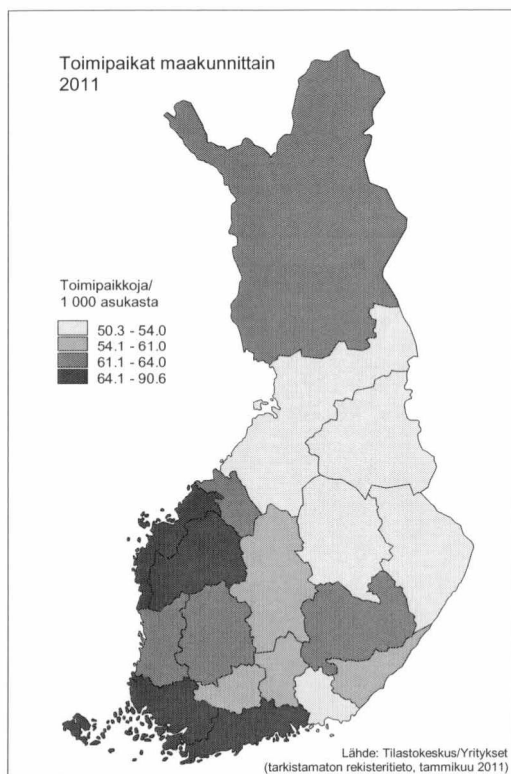 Toimipaikat maakunnittain
2011
Toimipaikkoja/
1 000 asukasta
50.3 - 54.0
54.1 - 61.0
61.1 - 64.0
64.1 - 90.6
Lähde: Tilastokeskus/Yritykset
(tarkistamaton rekisteritieto, tammikuu 2011)